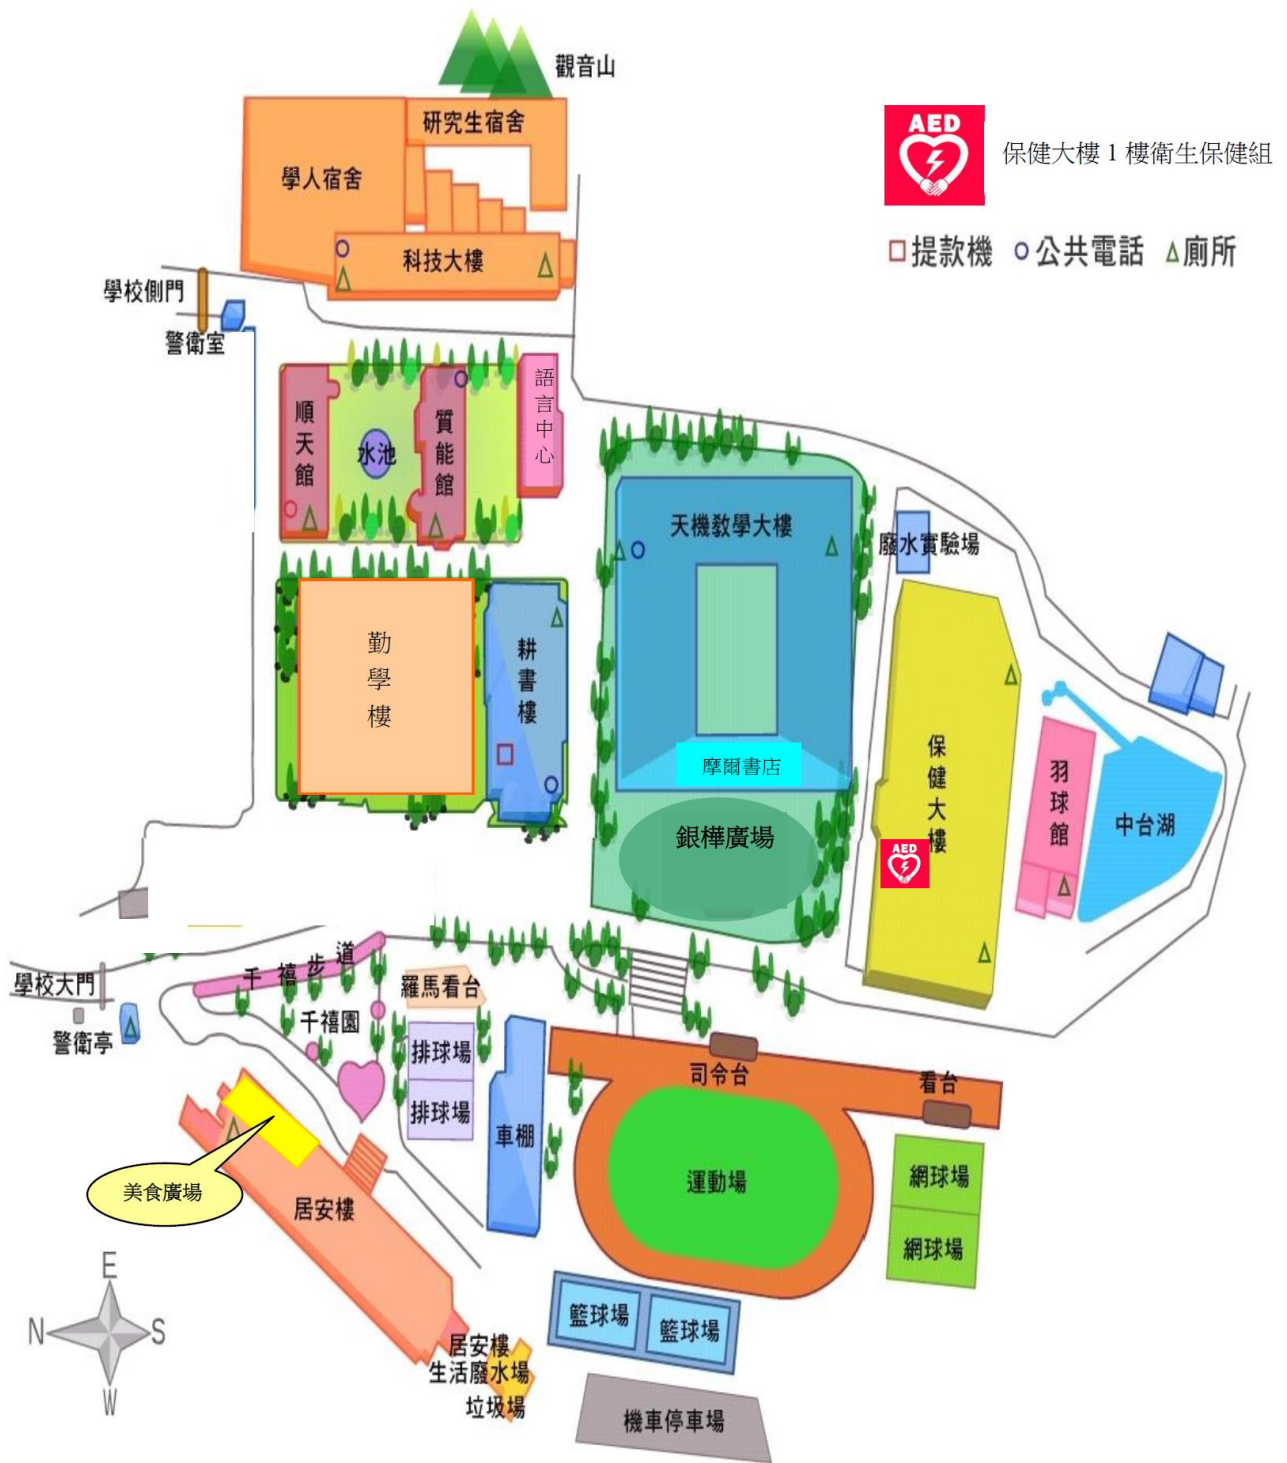 觀音山
研究生宿舍
學人宿舍
AED
保健大樓 1 樓衛生保健組
科技大樓
提款機 公共電話 廁所
學校側門
警衛室
順天館
水池
質能館
語言中心
天機教學大樓
廢水實驗場
勤學樓
耕書樓
摩爾書店
銀樺廣場
保健大樓
AED
羽球館
中台湖
千禧步道
學校大門
警衛亭
羅馬看台
千禧園
排球場
排球場
車棚
司令台
看台
運動場
網球場
網球場
美食廣場
居安樓
籃球場
籃球場
居安樓
生活廢水場
垃圾場
機車停車場
E
N
S
W